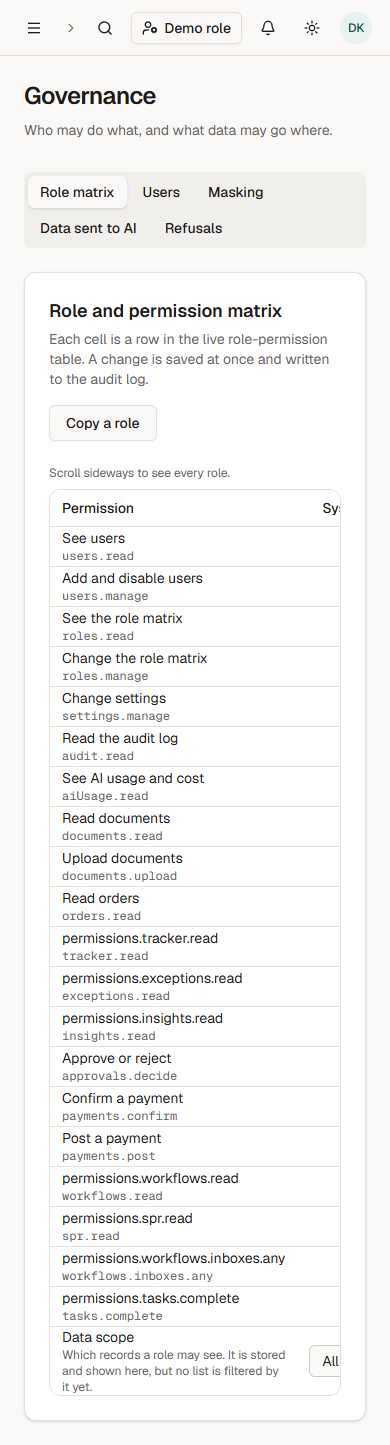 Demo role
DK
Governance
Who may do what, and what data may go where.
Role matrix
Users
Masking
Data sent to AI
Refusals
Role and permission matrix
Each cell is a row in the live role-permission
table. A change is saved at once and written
to the audit log.
Copy a role
Scroll sideways to see every role.
Permission
See users
users.read
Add and disable users
users.manage
See the role matrix
roles.read
Change the role matrix
roles.manage
Change settings
settings.manage
Read the audit log
audit.read
See AI usage and cost
aiUsage.read
Read documents
documents.read
Upload documents
documents.upload
Read orders
orders.read
permissions.tracker.read
tracker.read
permissions.exceptions.read
exceptions.read
permissions.insights.read
insights.read
Approve or reject
approvals.decide
Confirm a payment
payments.confirm
Post a payment
payments.post
permissions.workflows.read
workflows.read
permissions.spr.read
spr.read
permissions.workflows.inboxes.any
workflows.inboxes.any
permissions.tasks.complete
tasks.complete
Data scope
Which records a role may see. It is stored
and shown here, but no list is filtered by
it yet.
All